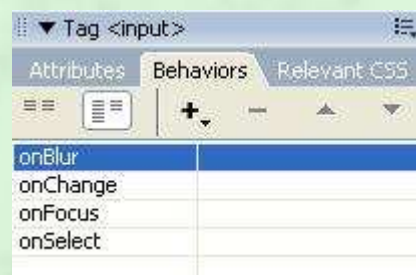 Tag <input>
Attributes Behaviors Relevant CSS
onBlur
onChange
onFocus
onSelect